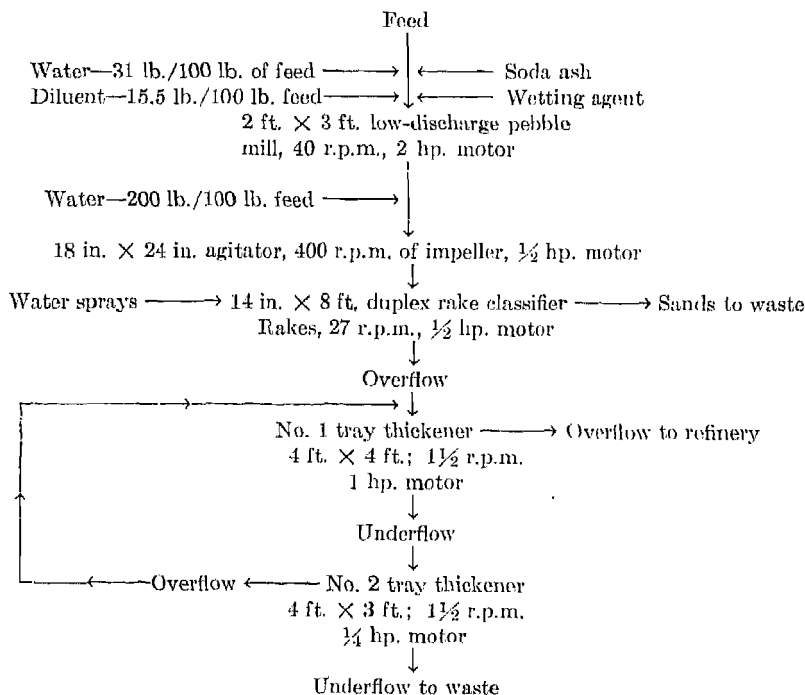 Feed
Water—31 lb./100 lb. of feed
Soda ash
Diluent—15.5 lb./100 lb. feed
Wetting agent
2 ft. × 3 ft. low-discharge pebble
mill, 40 r.p.m., 2 hp. motor
Water—200 lb./100 lb. feed
18 in. × 24 in. agitator, 400 r.p.m. of impeller, ½ hp. motor
Water sprays
14 in. × 8 ft. duplex rake classifier
Sands to waste
Rakes, 27 r.p.m., ½ hp. motor
Overflow
No. 1 tray thickener
Overflow to refinery
4 ft. × 4 ft.; 1½ r.p.m.
1 hp. motor
Underflow
Overflow
No. 2 tray thickener
4 ft. × 3 ft.; 1½ r.p.m.
¼ hp. motor
Underflow to waste